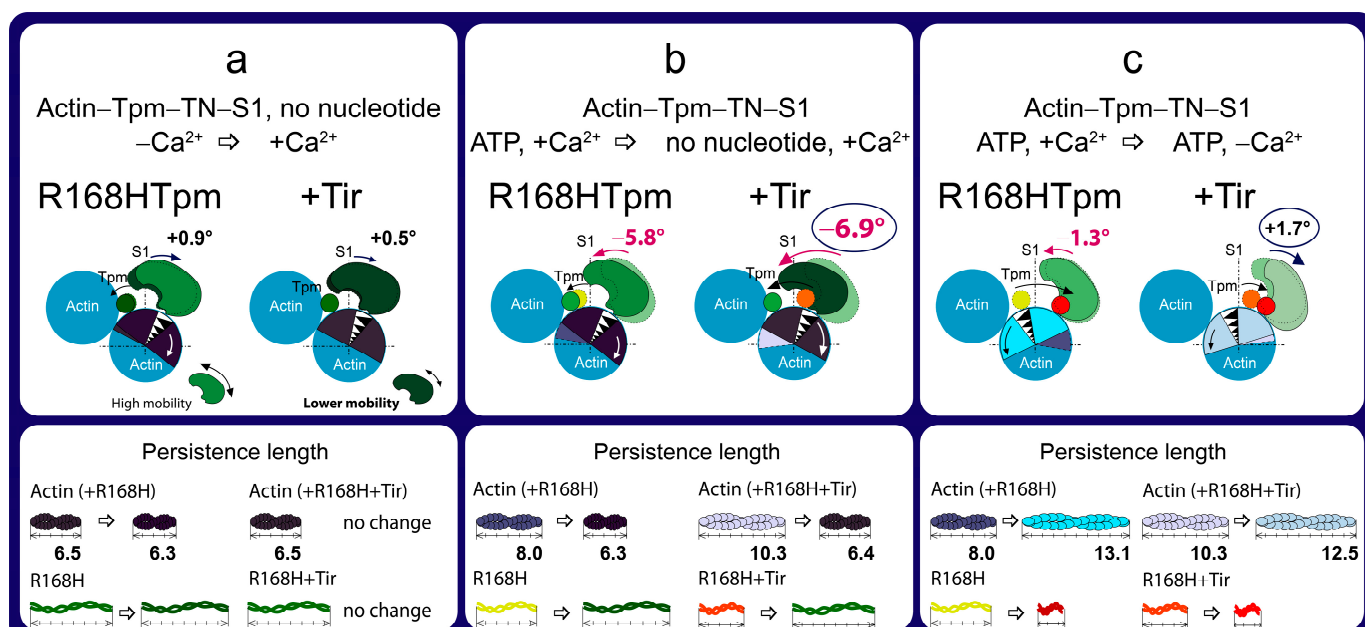 a
Actin–Tpm–TN–S1, no nucleotide
–Ca²⁺ ⇨ +Ca²⁺
R168HTpm +Tir
+0.9°
S1
Tpm
Actin
Actin
High mobility
+0.5°
S1
Tpm
Actin
Actin
Lower mobility
b
Actin–Tpm–TN–S1
ATP, +Ca²⁺ ⇨ no nucleotide, +Ca²⁺
R168HTpm +Tir
–5.8°
S1
Tpm
Actin
Actin
–6.9°
S1
Tpm
Actin
Actin
c
Actin–Tpm–TN–S1
ATP, +Ca²⁺ ⇨ ATP, –Ca²⁺
R168HTpm +Tir
1.3°
S1
Tpm
Actin
Actin
+1.7°
S1
Tpm
Actin
Actin
Persistence length
Actin (+R168H) Actin (+R168H+Tir)
⇨ no change
6.5 6.3 6.5
R168H R168H+Tir
⇨ no change
Persistence length
Actin (+R168H) Actin (+R168H+Tir)
8.0 6.3 10.3 6.4
R168H R168H+Tir
Persistence length
Actin (+R168H) Actin (+R168H+Tir)
8.0 13.1 10.3 12.5
R168H R168H+Tir